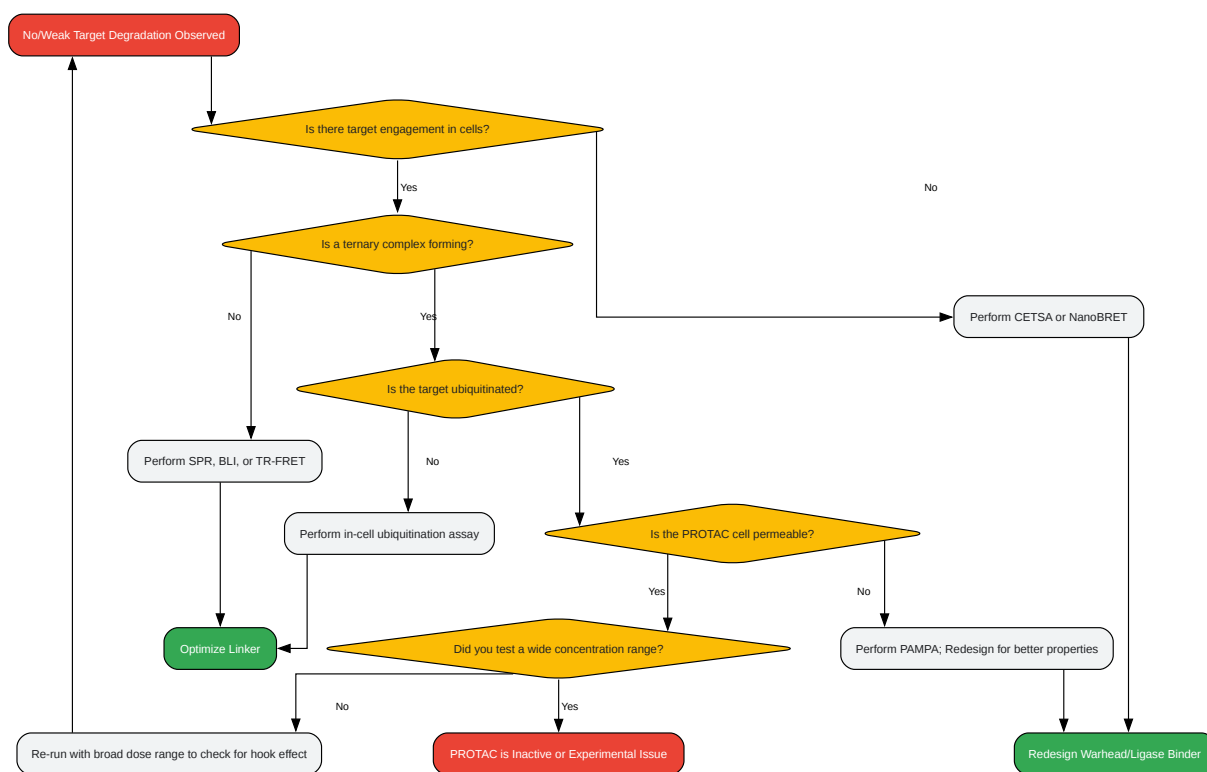 No/Weak Target Degradation Observed
Is there target engagement in cells?
Yes
No
Is a ternary complex forming?
No
Yes
Perform CETSA or NanoBRET
Is the target ubiquitinated?
Perform SPR, BLI, or TR-FRET
No
Yes
Perform in-cell ubiquitination assay
Is the PROTAC cell permeable?
Yes
No
Optimize Linker
Did you test a wide concentration range?
Perform PAMPA; Redesign for better properties
No
Yes
Re-run with broad dose range to check for hook effect
PROTAC is Inactive or Experimental Issue
Redesign Warhead/Ligase Binder